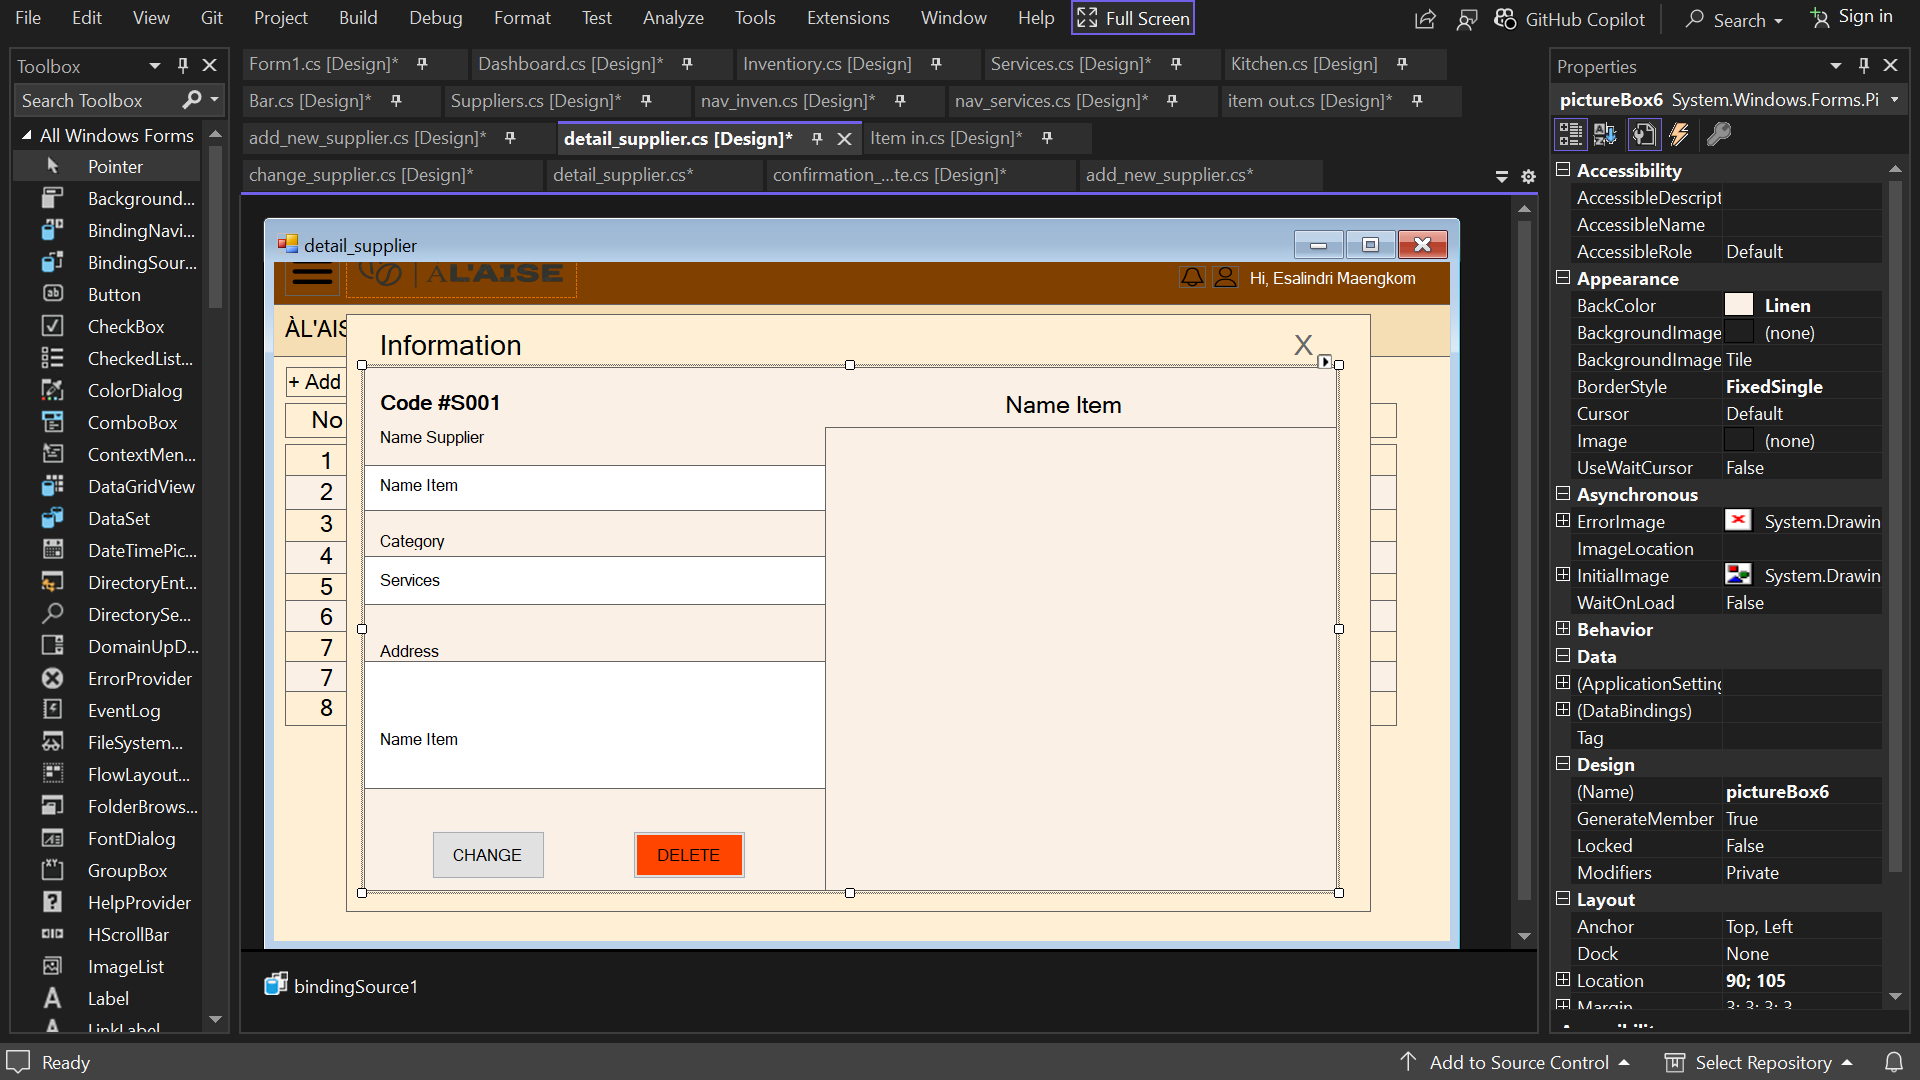 File Edit View Git Project Build Debug Format Test Analyze Tools Extensions Window Help Full Screen GitHub Copilot Search Sign in
Toolbox
Search Toolbox
All Windows Forms
Pointer
Background...
BindingNavi...
BindingSour...
Button
CheckBox
CheckedList...
ColorDialog
ComboBox
ContextMen...
DataGridView
DataSet
DateTimePic...
DirectoryEnt...
DirectorySe...
DomainUpD...
ErrorProvider
EventLog
FileSystem...
FlowLayout...
FolderBrows...
FontDialog
GroupBox
HelpProvider
HScrollBar
ImageList
Label
LinkLabel
Form1.cs [Design]* Dashboard.cs [Design]* Inventiory.cs [Design] Services.cs [Design]* Kitchen.cs [Design]
Bar.cs [Design]* Suppliers.cs [Design]* nav_inven.cs [Design]* nav_services.cs [Design]* item out.cs [Design]*
add_new_supplier.cs [Design]* detail_supplier.cs [Design]* Item in.cs [Design]*
change_supplier.cs [Design]* detail_supplier.cs* confirmation_...te.cs [Design]* add_new_supplier.cs*
detail_supplier
ÀL'AISE Hi, Esalindri Maengkom
ÀL'AIS
Information X
+ Add
Code #S001 Name Item
No
Name Supplier
1
Name Item
2
3
Category
4
Services
5
6
7
Address
7
8
Name Item
CHANGE DELETE
bindingSource1
Properties
pictureBox6 System.Windows.Forms.Pi
Accessibility
AccessibleDescript
AccessibleName
AccessibleRole Default
Appearance
BackColor Linen
BackgroundImage (none)
BackgroundImage Tile
BorderStyle FixedSingle
Cursor Default
Image (none)
UseWaitCursor False
Asynchronous
ErrorImage System.Drawin
ImageLocation
InitialImage System.Drawin
WaitOnLoad False
Behavior
Data
(ApplicationSetting
(DataBindings)
Tag
Design
(Name) pictureBox6
GenerateMember True
Locked False
Modifiers Private
Layout
Anchor Top, Left
Dock None
Location 90; 105
Margin 3; 3; 3; 3
Accessibility
Ready Add to Source Control Select Repository